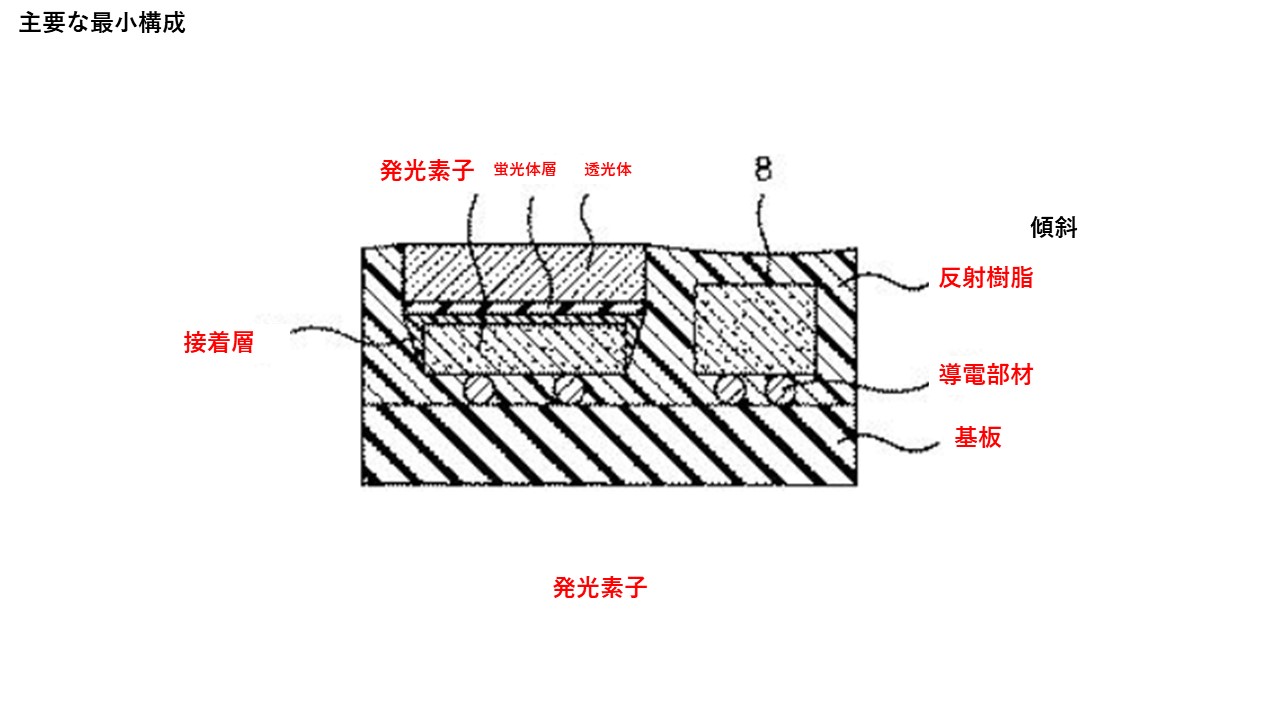 主要な最小構成
発光素子 蛍光体層 透光体 8
傾斜
反射樹脂
接着層
導電部材
基板
発光素子